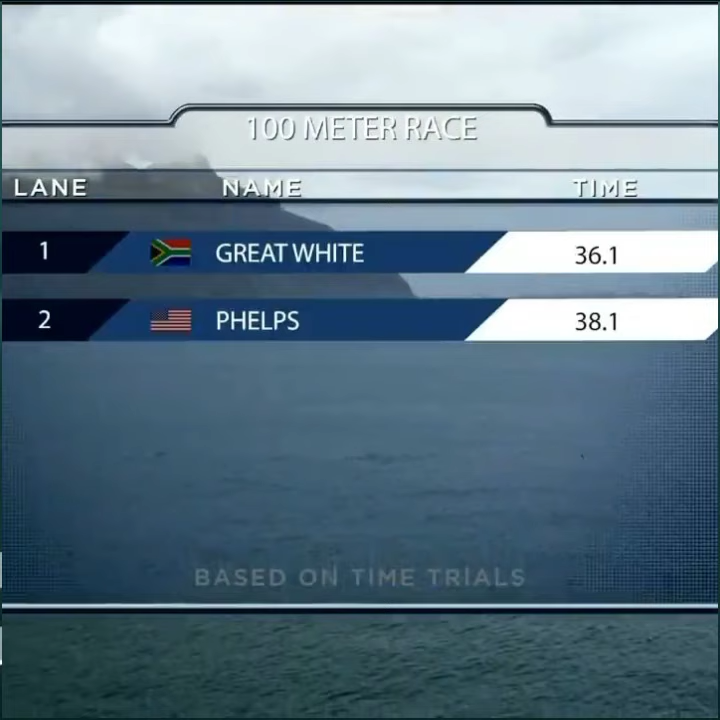 100 METER RACE
LANE NAME TIME
1 GREAT WHITE 36.1
2 PHELPS 38.1
BASED ON TIME TRIALS